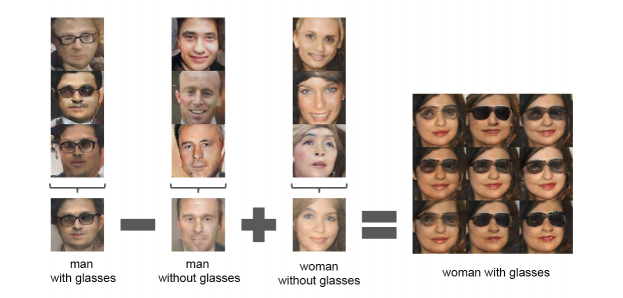 man
with glasses
man
without glasses
woman
without glasses
woman with glasses